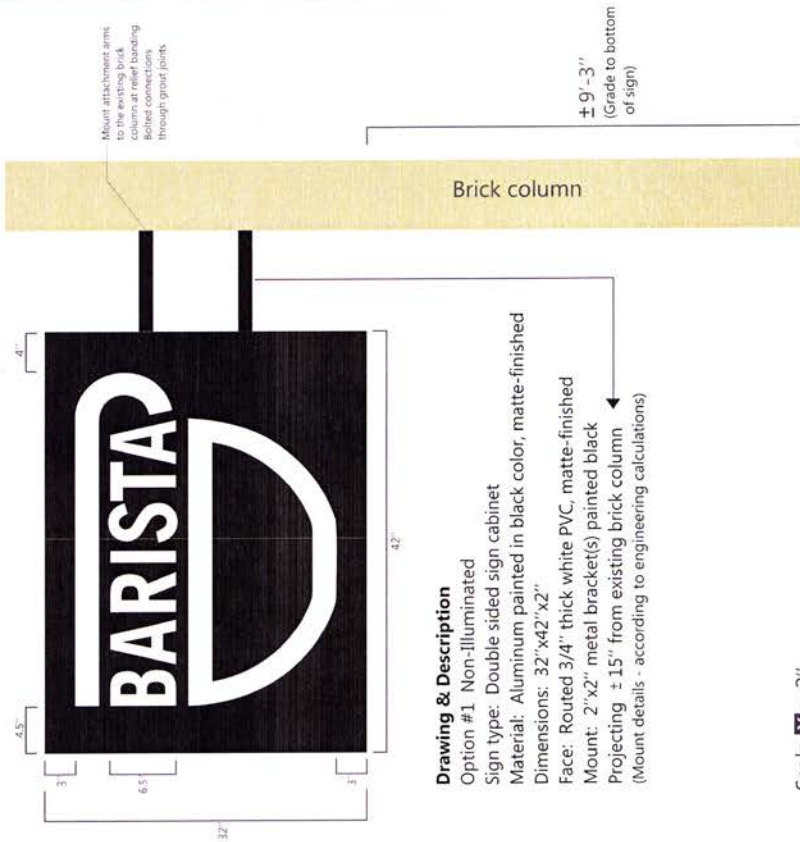 Mount attachment arms
to the existing brick
column at relief banding
Bolted connections
through grout joints
4.5"
4"
3"
6.5
3
32"
BARISTA
42"
Brick column
±9'-3"
(Grade to bottom
of sign)
Drawing & Description
Option #1 Non-Illuminated
Sign type: Double sided sign cabinet
Material: Aluminum painted in black color, matte-finished
Dimensions: 32"x42"x2"
Face: Routed 3/4" thick white PVC, matte-finished
Mount: 2"x2" metal bracket(s) painted black
Projecting ±15" from existing brick column
(Mount details - according to engineering calculations)